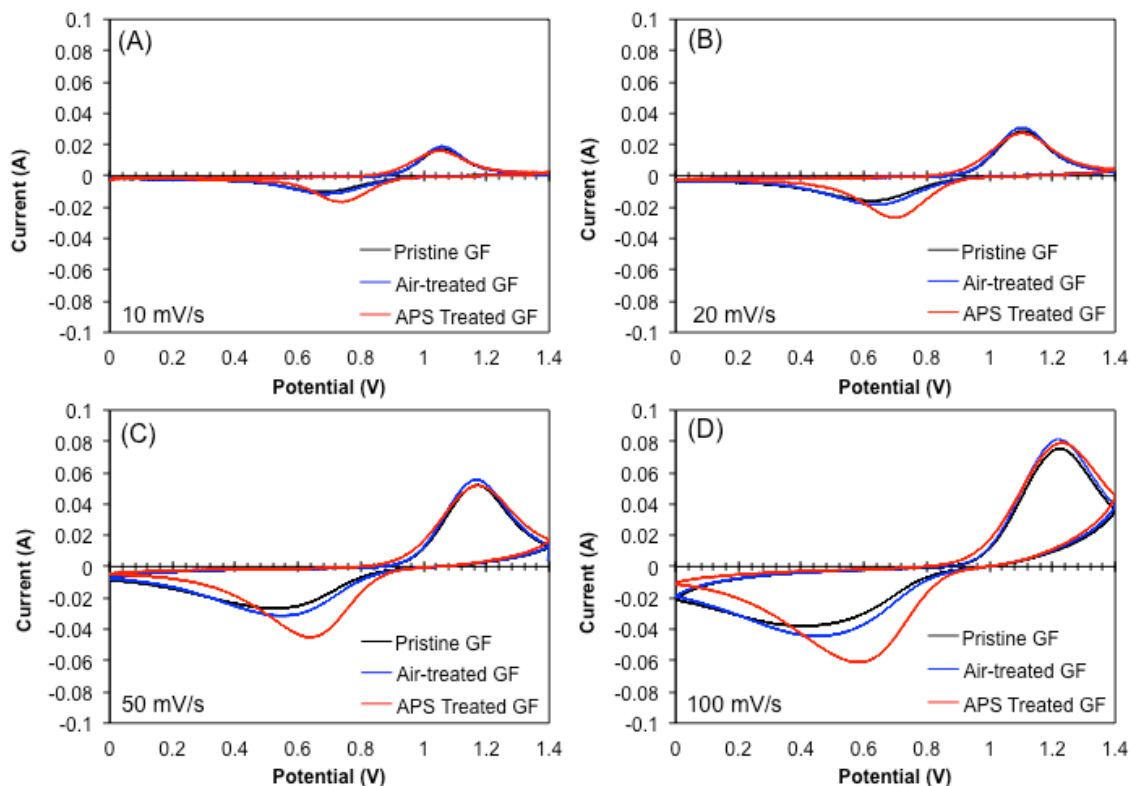 (A)
0.1
0.08
0.06
0.04
0.02
0
-0.02
-0.04
-0.06
-0.08
-0.1
Current (A)
Pristine GF
Air-treated GF
APS Treated GF
10 mV/s
0 0.2 0.4 0.6 0.8 1 1.2 1.4
Potential (V)
(B)
0.1
0.08
0.06
0.04
0.02
0
-0.02
-0.04
-0.06
-0.08
-0.1
Current (A)
Pristine GF
Air-treated GF
APS Treated GF
20 mV/s
0 0.2 0.4 0.6 0.8 1 1.2 1.4
Potential (V)
(C)
0.1
0.08
0.06
0.04
0.02
0
-0.02
-0.04
-0.06
-0.08
-0.1
Current (A)
Pristine GF
Air-treated GF
APS Treated GF
50 mV/s
0 0.2 0.4 0.6 0.8 1 1.2 1.4
Potential (V)
(D)
0.1
0.08
0.06
0.04
0.02
0
-0.02
-0.04
-0.06
-0.08
-0.1
Current (A)
Pristine GF
Air-treated GF
APS Treated GF
100 mV/s
0 0.2 0.4 0.6 0.8 1 1.2 1.4
Potential (V)